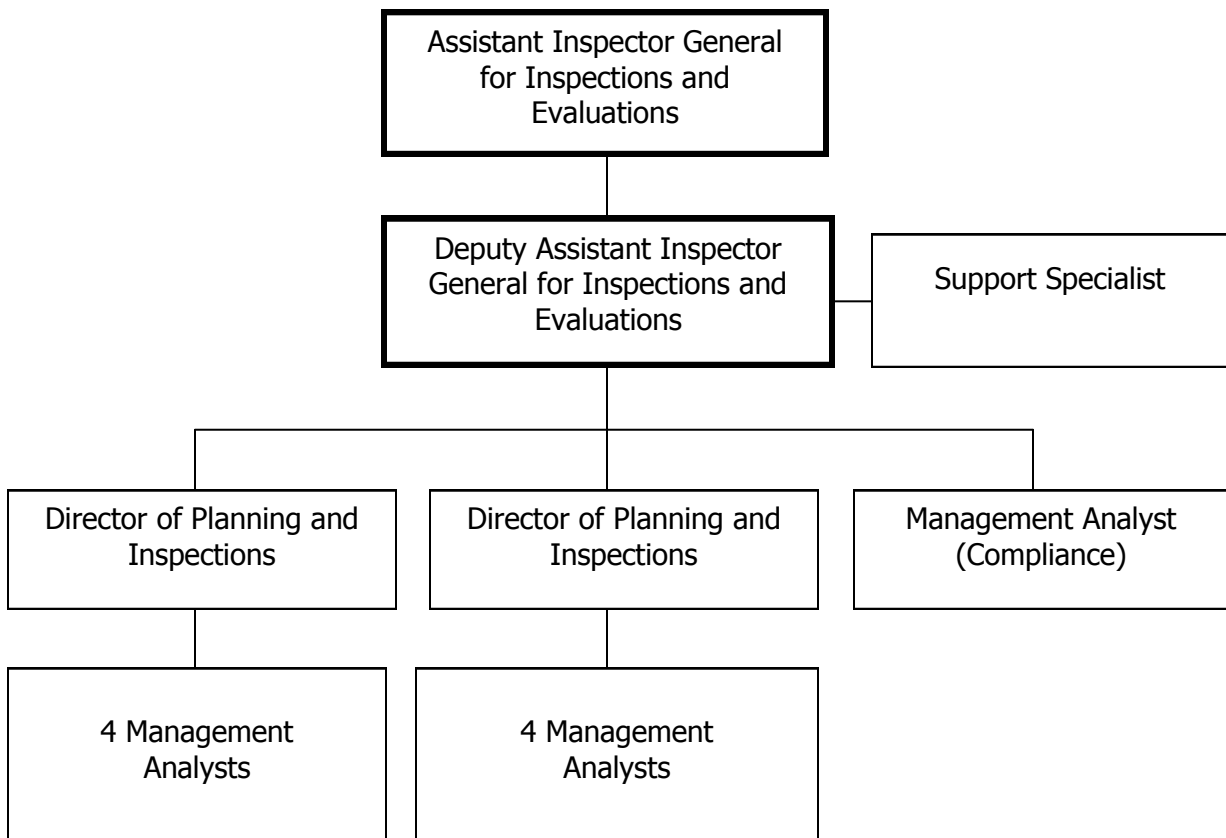 Assistant Inspector General
for Inspections and
Evaluations
Deputy Assistant Inspector
General for Inspections and
Evaluations
Support Specialist
Director of Planning and
Inspections
Director of Planning and
Inspections
Management Analyst
(Compliance)
4 Management
Analysts
4 Management
Analysts